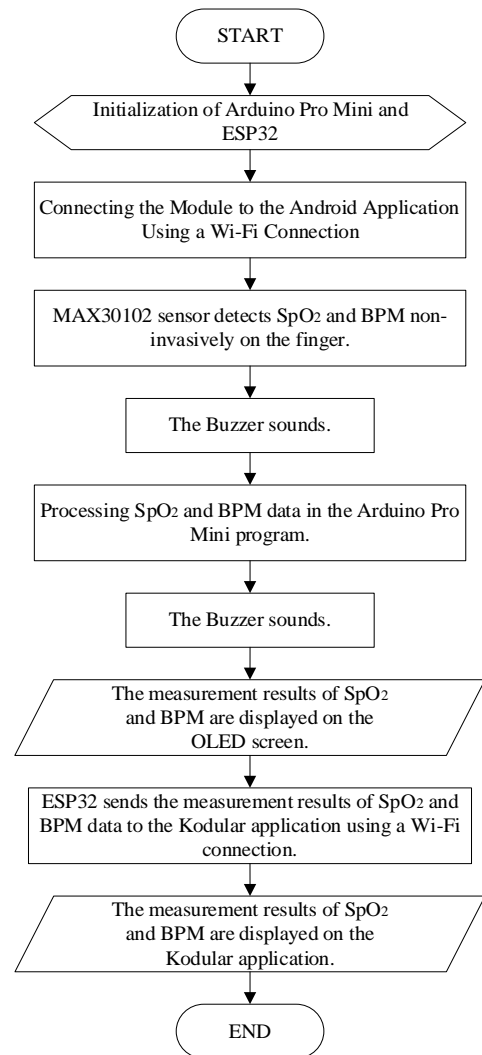 START
Initialization of Arduino Pro Mini and
ESP32
Connecting the Module to the Android Application
Using a Wi-Fi Connection
MAX30102 sensor detects SpO2 and BPM non-
invasively on the finger.
The Buzzer sounds.
Processing SpO2 and BPM data in the Arduino Pro
Mini program.
The Buzzer sounds.
The measurement results of SpO2
and BPM are displayed on the
OLED screen.
ESP32 sends the measurement results of SpO2 and
BPM data to the Kodular application using a Wi-Fi
connection.
The measurement results of SpO2
and BPM are displayed on the
Kodular application.
END